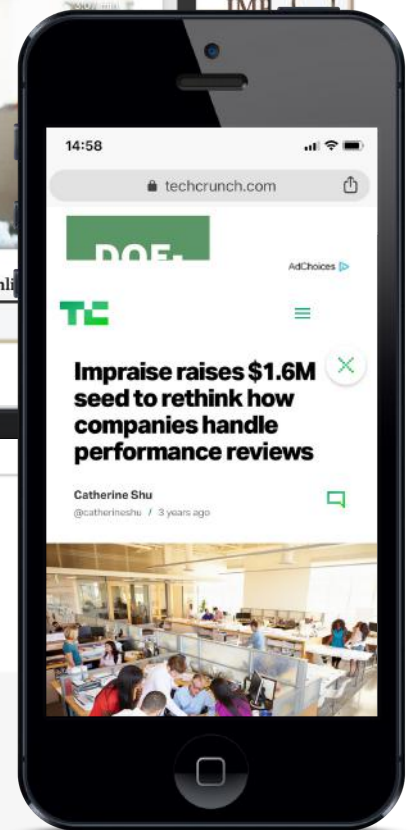 14:58
techcrunch.com
AdChoices
TC
Impraise raises $1.6M
seed to rethink how
companies handle
performance reviews
Catherine Shu
@catherineshu / 3 years ago